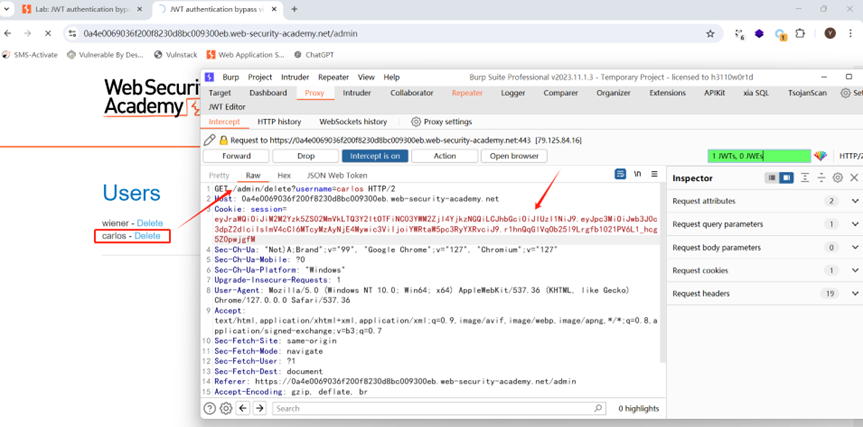 Lab: JWT authentication bypa
JWT authentication bypass vi
0a4e0069036f200f8230d8bc009300eb.web-security-academy.net/admin
SMS-Activate
Vulnerable By Des...
Vulnstack
Web Application S...
ChatGPT
Web Secu
Academy
Users
wiener - Delete
carlos - Delete
Burp Project Intruder Repeater View Help
Burp Suite Professional v2023.11.1.3 - Temporary Project - licensed to h3110w0r1d
Target Dashboard Proxy Intruder Collaborator Repeater Logger Comparer Organizer Extensions APIKit xia SQL TsojanScan Set
JWT Editor
Intercept HTTP history WebSockets history Proxy settings
Request to https://0a4e0069036f200f8230d8bc009300eb.web-security-academy.net:443 [79.125.84.16]
Forward Drop Intercept is on Action Open browser
1 JWTs, 0 JWEs
HTTP/2
Pretty Raw Hex JSON Web Token
\n
1 GET /admin/delete?username=carlos HTTP/2
2 Host: 0a4e0069036f200f8230d8bc009300eb.web-security-academy.net
3 Cookie: session=
4 Sec-Ch-Ua: "Not)A;Brand";v="99", "Google Chrome";v="127", "Chromium";v="127"
5 Sec-Ch-Ua-Mobile: ?0
6 Sec-Ch-Ua-Platform: "Windows"
7 Upgrade-Insecure-Requests: 1
8 User-Agent: Mozilla/5.0 (Windows NT 10.0; Win64; x64) AppleWebKit/537.36 (KHTML, like Gecko)
Chrome/127.0.0.0 Safari/537.36
9 Accept:
text/html,application/xhtml+xml,application/xml;q=0.9,image/avif,image/webp,image/apng,*/*;q=0.8,a
pplication/signed-exchange;v=b3;q=0.7
10 Sec-Fetch-Site: same-origin
11 Sec-Fetch-Mode: navigate
12 Sec-Fetch-User: ?1
13 Sec-Fetch-Dest: document
14 Referer: https://0a4e0069036f200f8230d8bc009300eb.web-security-academy.net/admin
15 Accept-Encoding: gzip, deflate, br
Search
0 highlights
Inspector
Request attributes 2
Request query parameters 1
Request body parameters 0
Request cookies 1
Request headers 19